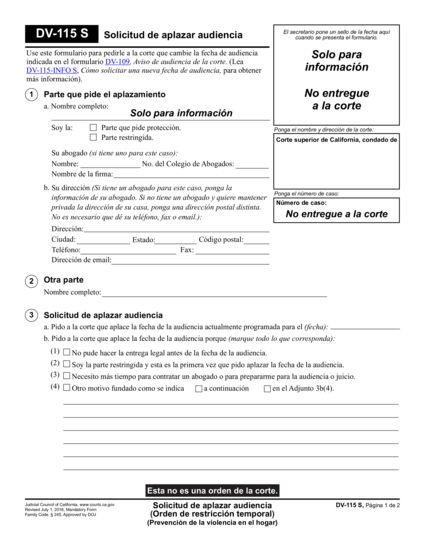 DV-115 S
Solicitud de aplazar audiencia
El secretario pone un sello de la fecha aquí
cuando se presenta el formulario.
Solo para
información
No entregue
a la corte
Use este formulario para pedirle a la corte que cambie la fecha de audiencia
indicada en el formulario DV-109, Aviso de audiencia de la corte. (Lea
DV-115-INFO S, Cómo solicitar una nueva fecha de audiencia, para obtener
más información).
1 Parte que pide el aplazamiento
a. Nombre completo:
Solo para información
Soy la: Parte que pide protección.
Parte restringida.
Su abogado (si tiene uno para este caso):
Nombre: No. del Colegio de Abogados:
Nombre de la firma:
b. Su dirección (Si tiene un abogado para este caso, ponga la
información de su abogado. Si no tiene un abogado y quiere mantener
privada la dirección de su casa, ponga una dirección postal distinta.
No es necesario que dé su teléfono, fax o email.):
Dirección:
Ciudad: Estado: Código postal:
Teléfono: Fax:
Dirección de email:
Ponga el nombre y dirección de la corte:
Corte superior de California, condado de
Ponga el número de caso:
Número de caso:
No entregue a la corte
2 Otra parte
Nombre completo:
3 Solicitud de aplazar audiencia
a. Pido a la corte que aplace la fecha de la audiencia actualmente programada para el (fecha):
b. Pido a la corte que aplace la fecha de la audiencia porque (marque todo lo que corresponda):
(1) No pude hacer la entrega legal antes de la fecha de la audiencia.
(2) Soy la parte restringida y esta es la primera vez que pido aplazar la fecha de la audiencia.
(3) Necesito más tiempo para contratar un abogado o para prepararme para la audiencia o juicio.
(4) Otro motivo fundado como se indica a continuación en el Adjunto 3b(4).
Esta no es una orden de la corte.
Judicial Council of California, www.courts.ca.gov
Revised July 1, 2016, Mandatory Form
Family Code, § 245, Approved by DOJ
Solicitud de aplazar audiencia
(Orden de restricción temporal)
(Prevención de la violencia en el hogar)
DV-115 S, Página 1 de 2